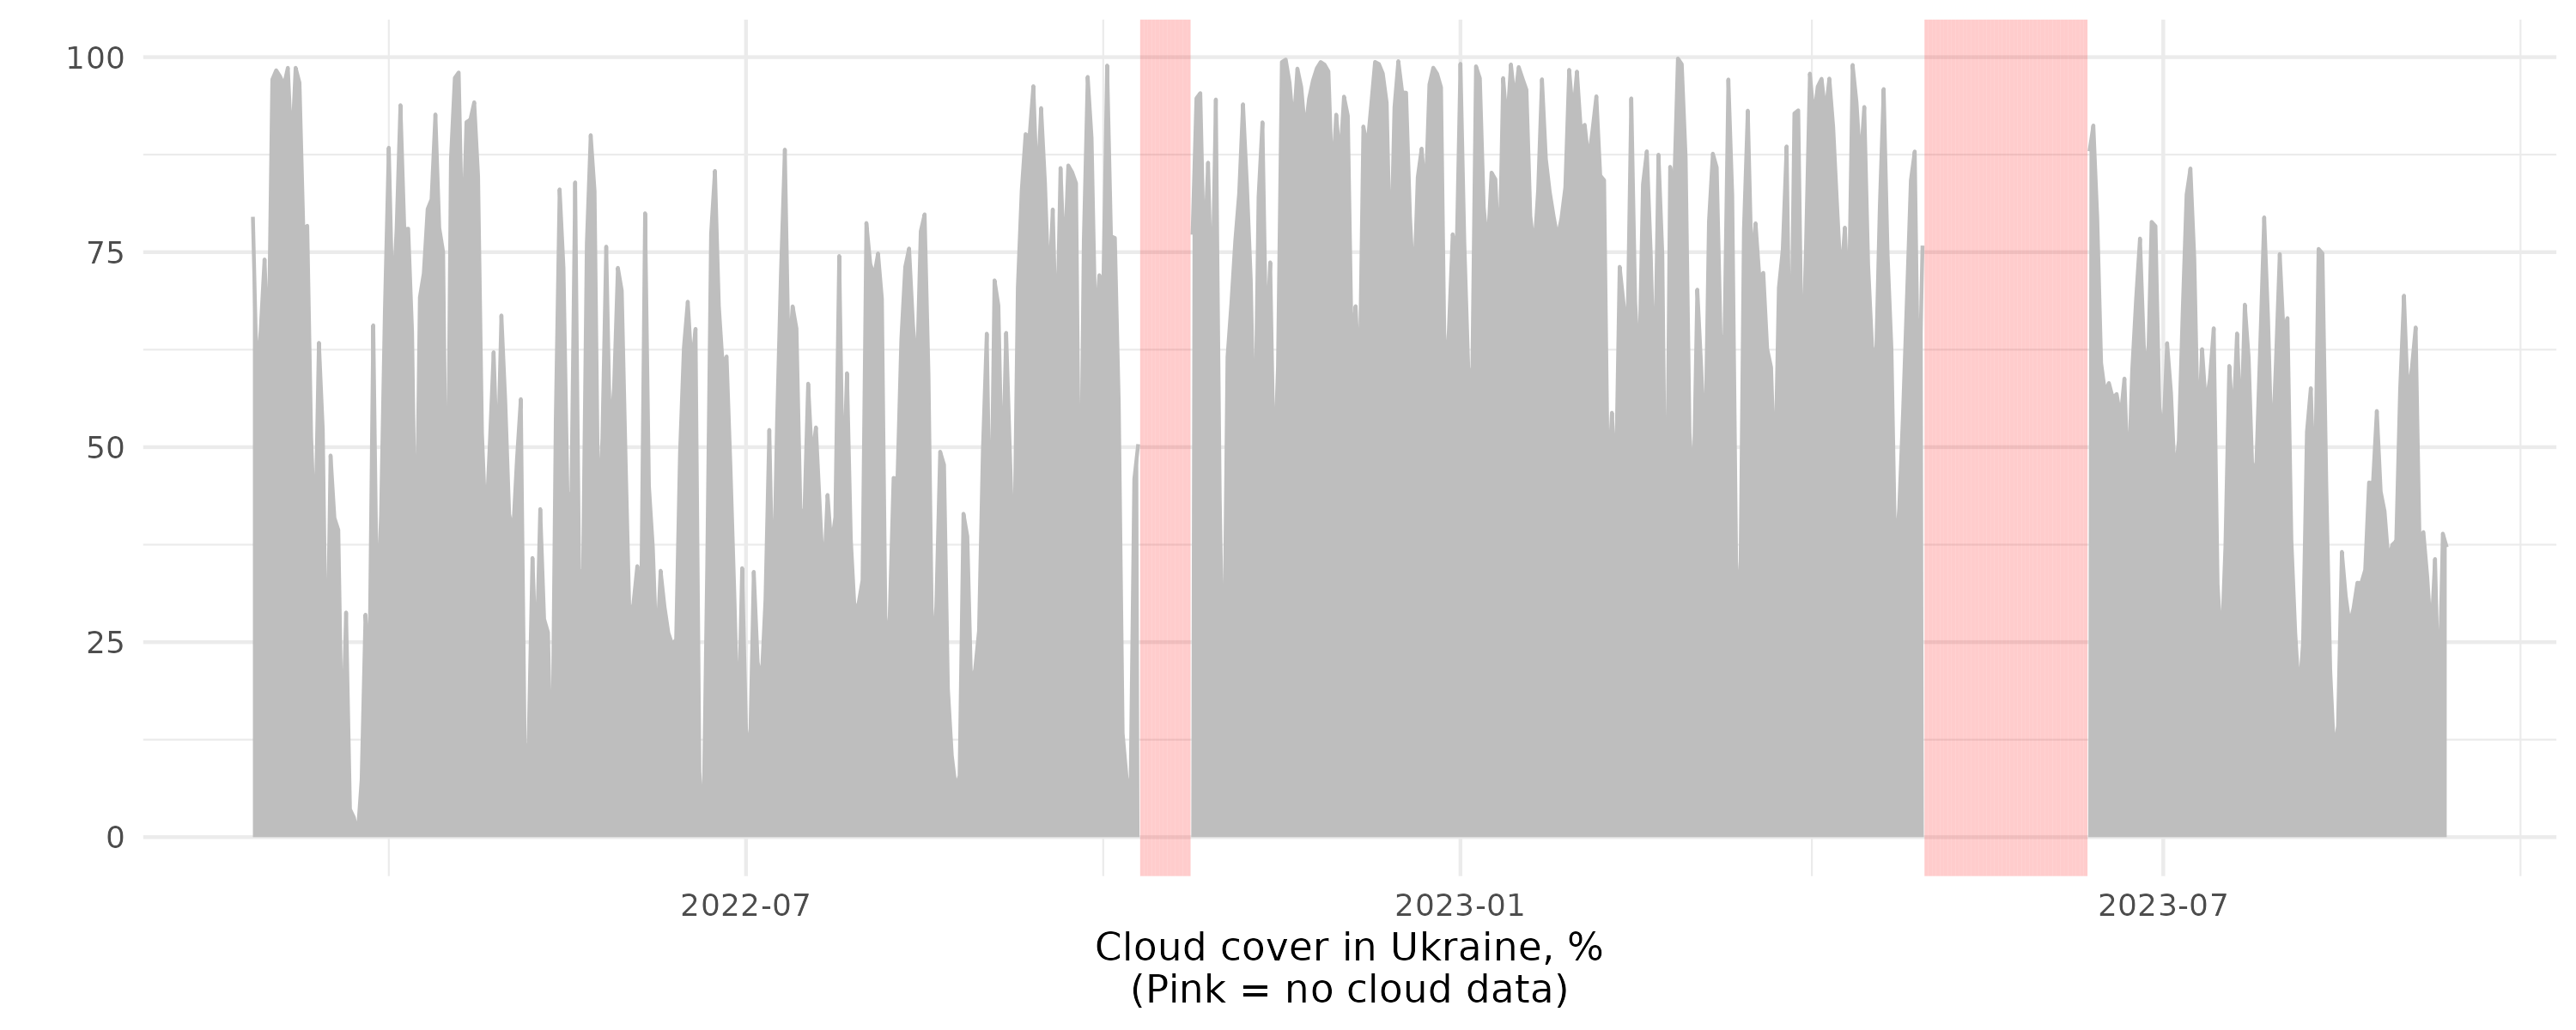 100
75
50
25
0
2022-07 2023-01 2023-07
Cloud cover in Ukraine, %
(Pink = no cloud data)